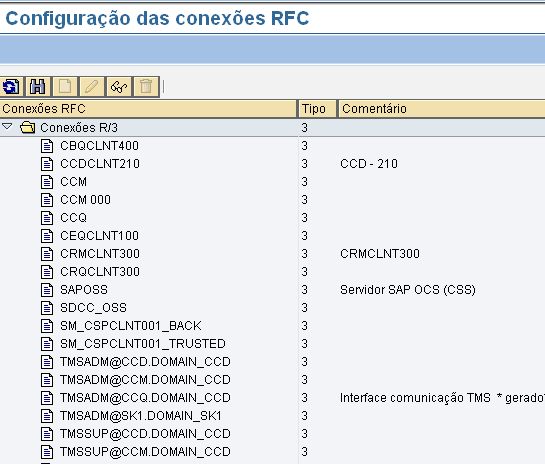 Configuração das conexões RFC
Conexões RFC Tipo Comentário
Conexões R/3 3
CBQCLNT400 3
CCDCLNT210 3 CCD - 210
CCM 3
CCM 000 3
CCQ 3
CEQCLNT100 3
CRMCLNT300 3 CRMCLNT300
CRQCLNT300 3
SAPOSS 3 Servidor SAP OCS (CSS)
SDCC_OSS 3
SM_CSPCLNT001_BACK 3
SM_CSPCLNT001_TRUSTED 3
TMSADM@CCD.DOMAIN_CCD 3
TMSADM@CCM.DOMAIN_CCD 3
TMSADM@CCQ.DOMAIN_CCD 3 Interface comunicação TMS * gerado
TMSADM@SK1.DOMAIN_SK1 3
TMSSUP@CCD.DOMAIN_CCD 3
TMSSUP@CCM.DOMAIN_CCD 3